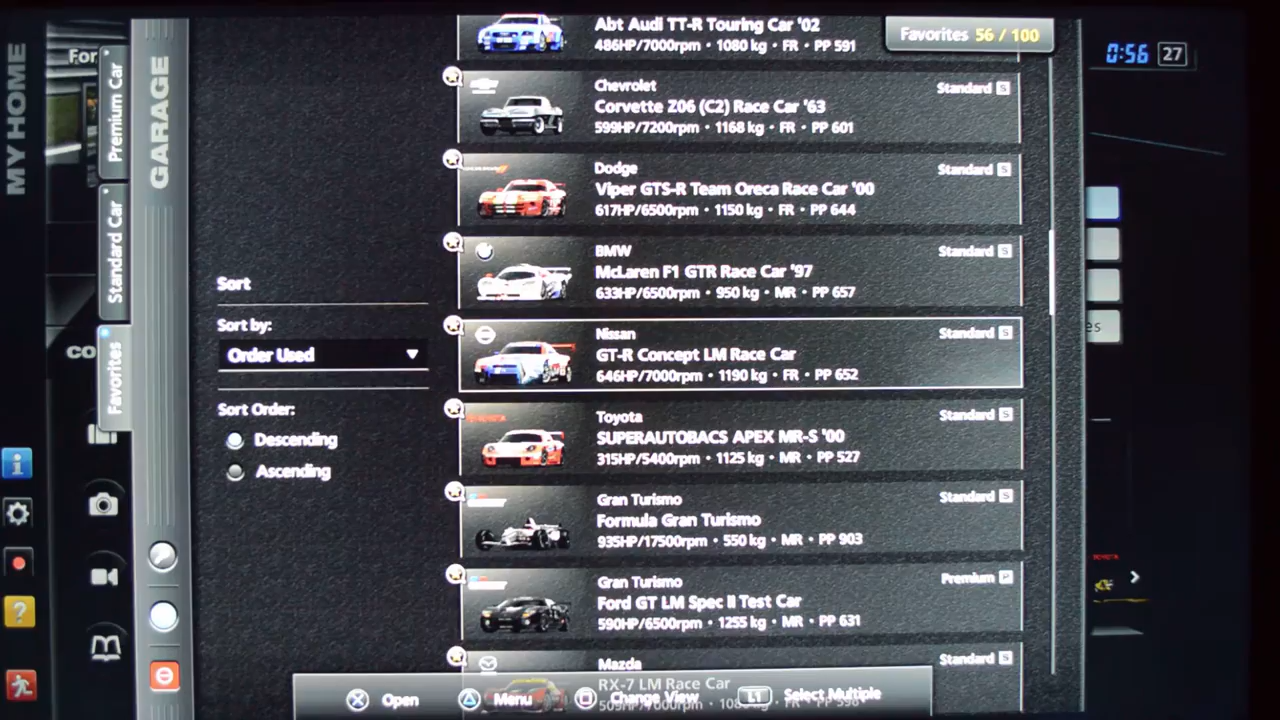 MY HOME
For
Premium Car
Standard Car
Favorites
GARAGE
Favorites 56 / 100
0:56 27
Abt Audi TT-R Touring Car '02
486HP/7000rpm • 1080 kg • FR • PP 591
Chevrolet
Standard S
Corvette Z06 (C2) Race Car '63
599HP/7200rpm • 1168 kg • FR • PP 601
Dodge
Standard S
Viper GTS-R Team Oreca Race Car '00
617HP/6500rpm • 1150 kg • FR • PP 644
BMW
Standard S
McLaren F1 GTR Race Car '97
633HP/6500rpm • 950 kg • MR • PP 657
Nissan
Standard S
GT-R Concept LM Race Car
646HP/7000rpm • 1190 kg • FR • PP 652
Toyota
Standard S
SUPERAUTOBACS APEX MR-S '00
315HP/5400rpm • 1125 kg • MR • PP 527
Gran Turismo
Standard S
Formula Gran Turismo
935HP/17500rpm • 550 kg • MR • PP 903
Gran Turismo
Premium P
Ford GT LM Spec II Test Car
590HP/6500rpm • 1255 kg • MR • PP 631
Mazda
Standard S
RX-7 LM Race Car
Sort
Sort by:
Order Used
Sort Order:
Descending
Ascending
CO
es
TOYOTA
Open
Menu
Change View
L1 Select Multiple